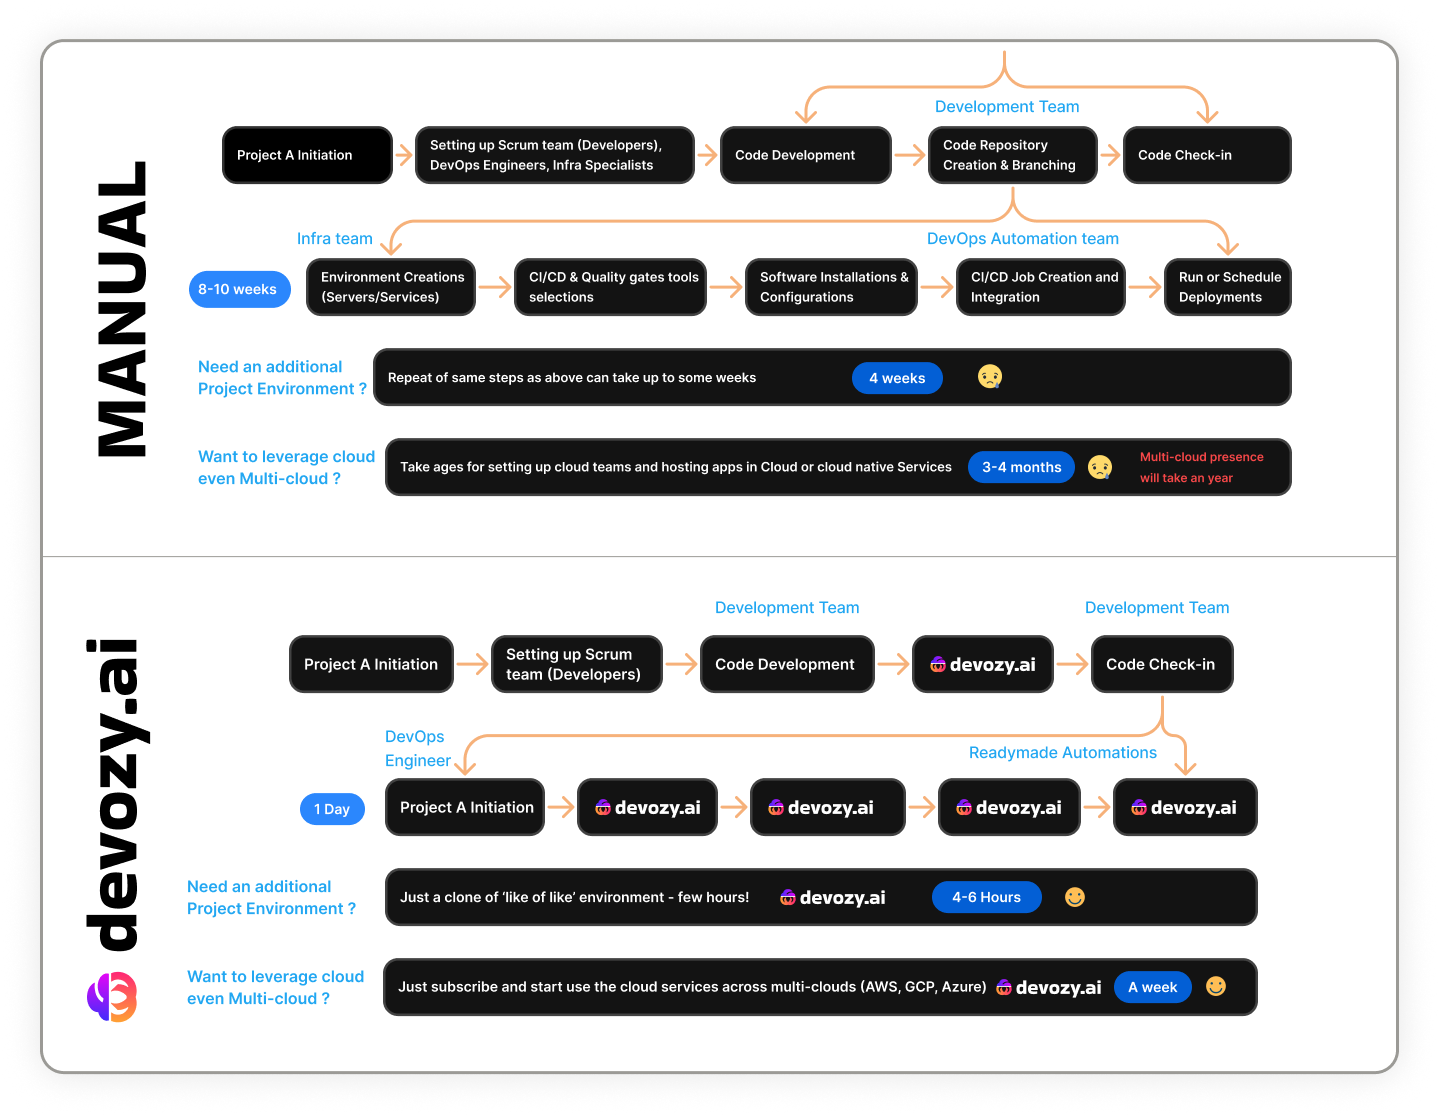 MANUAL
Development Team
Project A Initiation
Setting up Scrum team (Developers),
DevOps Engineers, Infra Specialists
Code Development
Code Repository
Creation & Branching
Code Check-in
Infra team
DevOps Automation team
8-10 weeks
Environment Creations
(Servers/Services)
CI/CD & Quality gates tools
selections
Software Installations &
Configurations
CI/CD Job Creation and
Integration
Run or Schedule
Deployments
Need an additional
Project Environment ?
Repeat of same steps as above can take up to some weeks
4 weeks
Want to leverage cloud
even Multi-cloud ?
Take ages for setting up cloud teams and hosting apps in Cloud or cloud native Services
3-4 months
Multi-cloud presence
will take an year
devozy.ai
Development Team
Development Team
Project A Initiation
Setting up Scrum
team (Developers)
Code Development
devozy.ai
Code Check-in
DevOps
Engineer
Readymade Automations
1 Day
Project A Initiation
devozy.ai
devozy.ai
devozy.ai
devozy.ai
Need an additional
Project Environment ?
Just a clone of ‘like of like’ environment - few hours!
devozy.ai
4-6 Hours
Want to leverage cloud
even Multi-cloud ?
Just subscribe and start use the cloud services across multi-clouds (AWS, GCP, Azure)
devozy.ai
A week